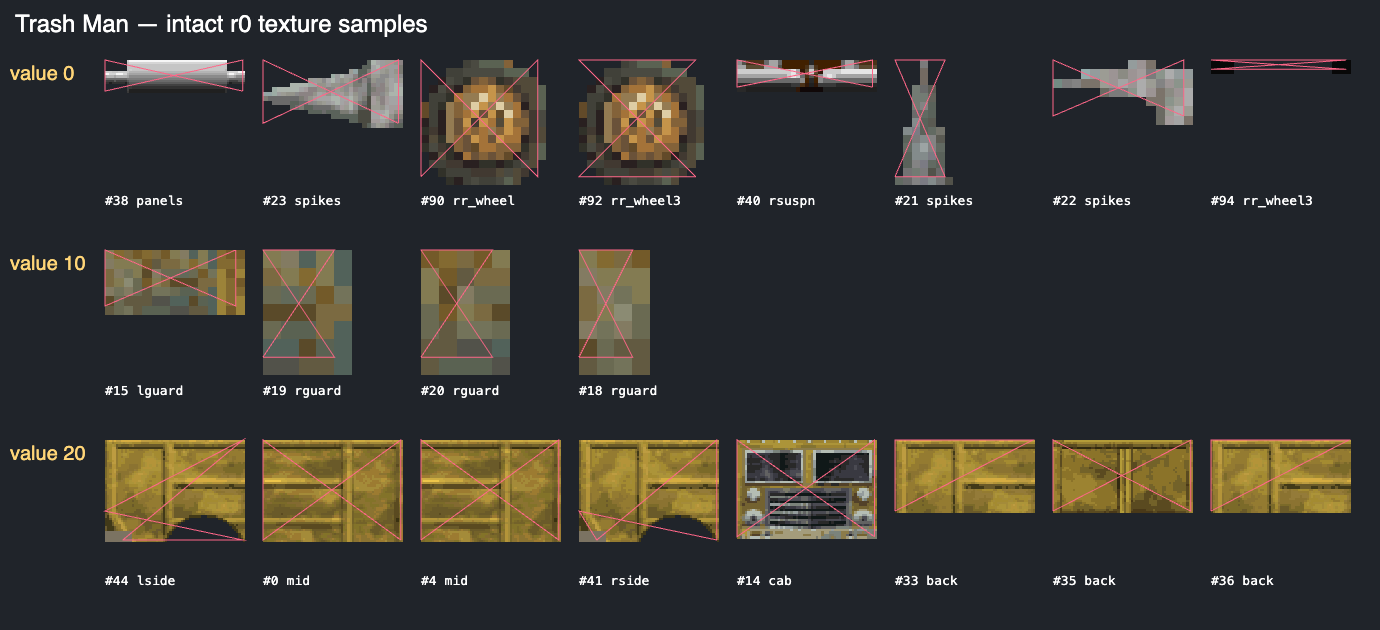 Trash Man — intact r0 texture samples
value 0
#38 panels
#23 spikes
#90 rr_wheel
#92 rr_wheel3
#40 rsuspn
#21 spikes
#22 spikes
#94 rr_wheel3
value 10
#15 lguard
#19 rguard
#20 rguard
#18 rguard
value 20
#44 lside
#0 mid
#4 mid
#41 rside
#14 cab
#33 back
#35 back
#36 back